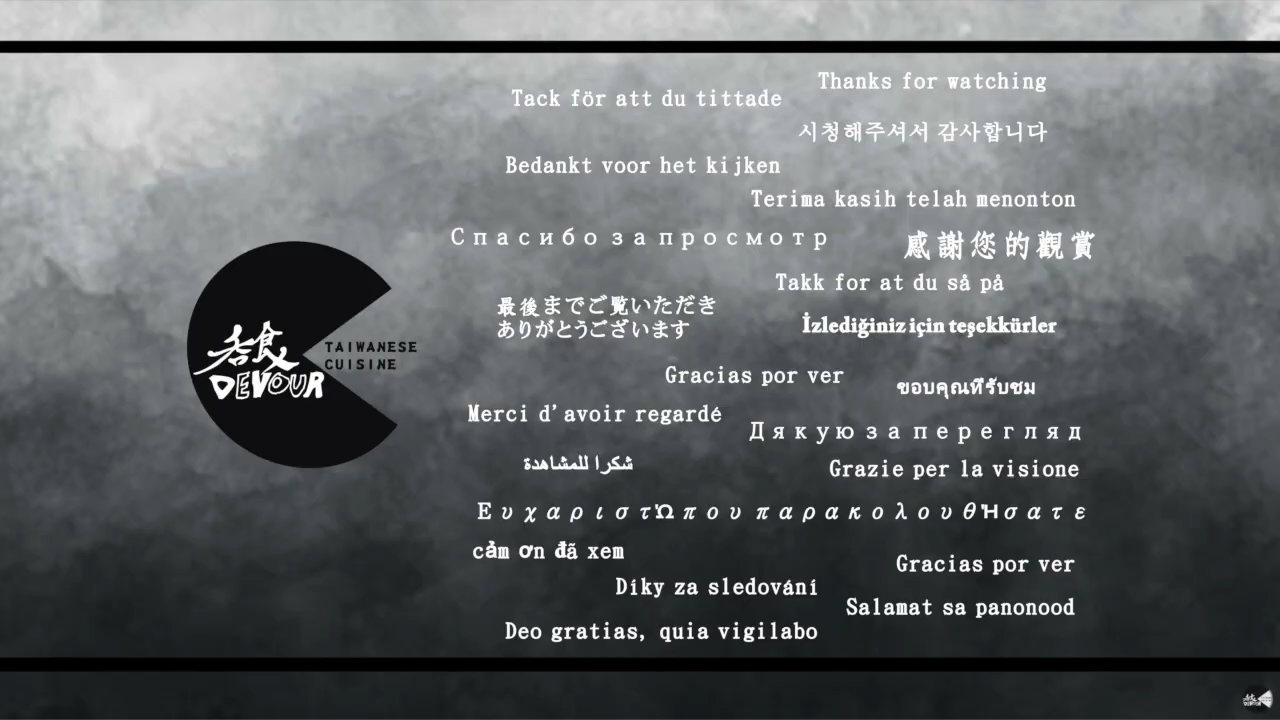 Thanks for watching
Tack för att du tittade
시청해주셔서 감사합니다
Bedankt voor het kijken
Terima kasih telah menonton
Спасибо за просмотр
感謝您的觀賞
Takk for at du så på
最後までご覧いただき
ありがとうございます
İzlediğiniz için teşekkürler
吞食
DEVOUR
TAIWANESE
CUISINE
Gracias por ver
ขอบคุณที่รับชม
Merci d'avoir regardé
Дякую за перегляд
شكرا للمشاهدة
Grazie per la visione
ΕυχαριστΏ που παρακολουθΉσατε
cảm ơn đã xem
Gracias por ver
Díky za sledování
Salamat sa panonood
Deo gratias, quia vigilabo